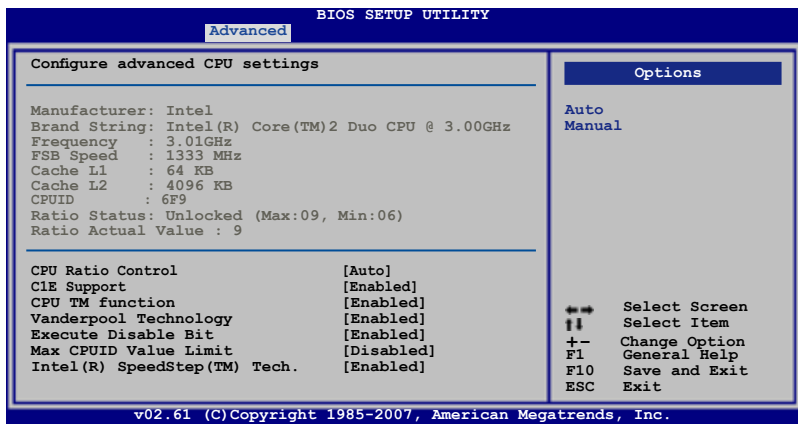 BIOS SETUP UTILITY
Advanced
Configure advanced CPU settings
Manufacturer: Intel
Brand String: Intel(R) Core(TM)2 Duo CPU @ 3.00GHz
Frequency : 3.01GHz
FSB Speed : 1333 MHz
Cache L1 : 64 KB
Cache L2 : 4096 KB
CPUID : 6F9
Ratio Status: Unlocked (Max:09, Min:06)
Ratio Actual Value : 9
CPU Ratio Control [Auto]
C1E Support [Enabled]
CPU TM function [Enabled]
Vanderpool Technology [Enabled]
Execute Disable Bit [Enabled]
Max CPUID Value Limit [Disabled]
Intel(R) SpeedStep(TM) Tech. [Enabled]
Options
Auto
Manual
←→ Select Screen
↑↓ Select Item
+- Change Option
F1 General Help
F10 Save and Exit
ESC Exit
v02.61 (C)Copyright 1985-2007, American Megatrends, Inc.